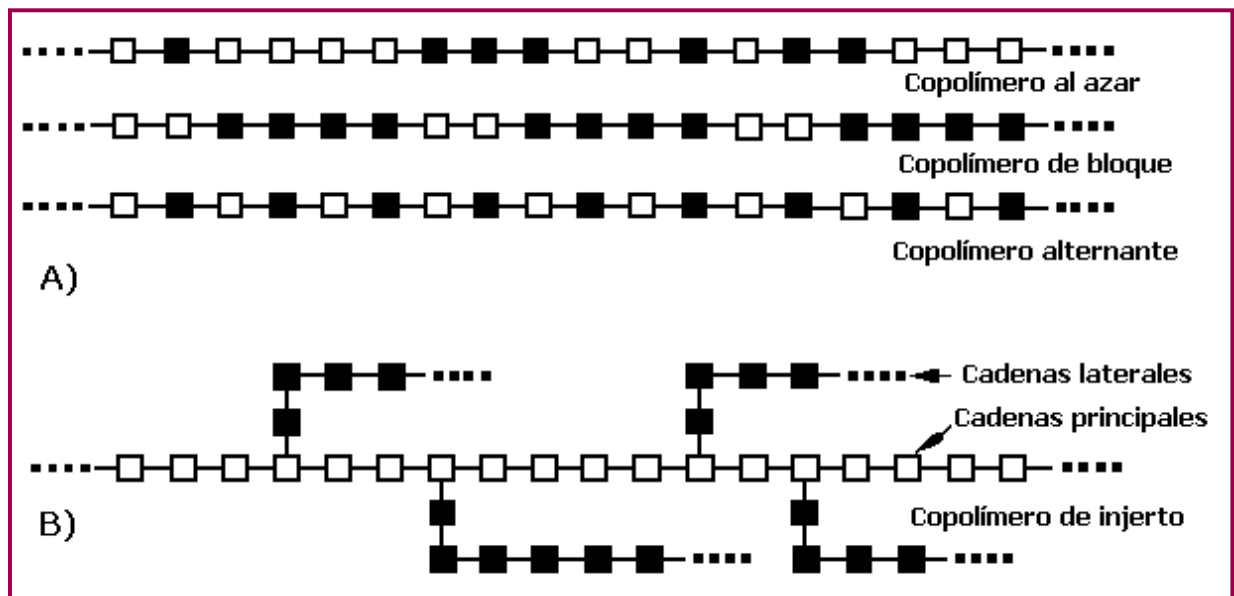 Copolímero al azar
Copolímero de bloque
Copolímero alternante
A)
Cadenas laterales
Cadenas principales
Copolímero de injerto
B)